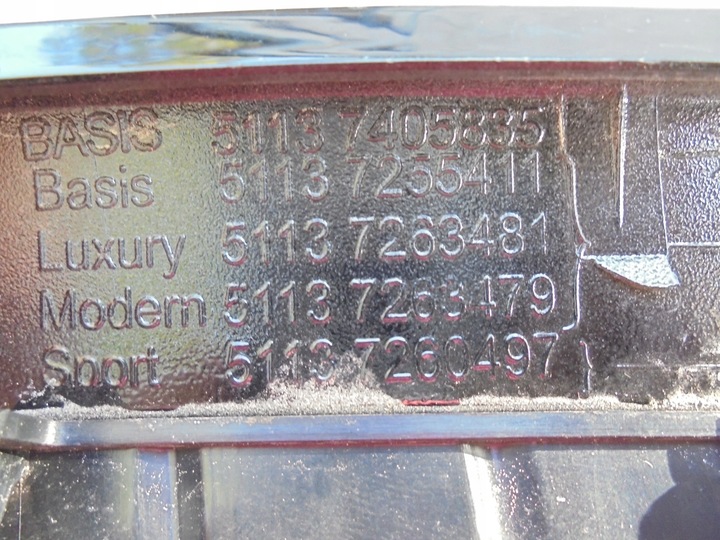 BASIS 5113 7405835
Basis 5113 7255411
Luxury 5113 7263481
Modern 5113 7263479
Sport 5113 7260497